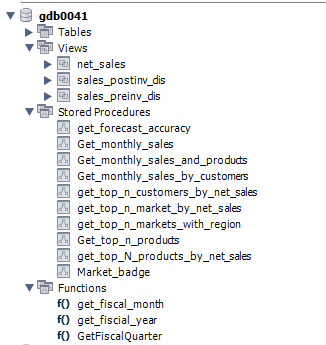 gdb0041
Tables
Views
net_sales
sales_postinv_dis
sales_preinv_dis
Stored Procedures
get_forecast_accuracy
Get_monthly_sales
Get_monthly_sales_and_products
Get_monthly_sales_by_customers
get_top_n_customers_by_net_sales
get_top_n_market_by_net_sales
get_top_n_markets_with_region
Get_top_n_products
get_top_N_products_by_net_sales
Market_badge
Functions
f() get_fiscal_month
f() get_fiscial_year
f() GetFiscalQuarter